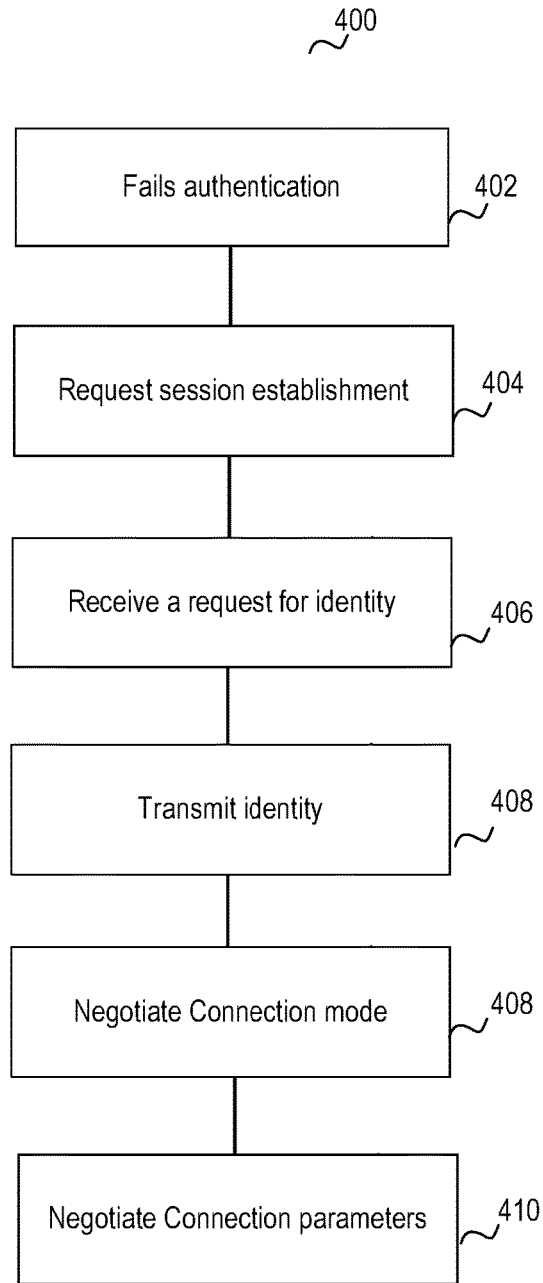 400
Fails authentication
402
Request session establishment
404
Receive a request for identity
406
Transmit identity
408
Negotiate Connection mode
408
Negotiate Connection parameters
410